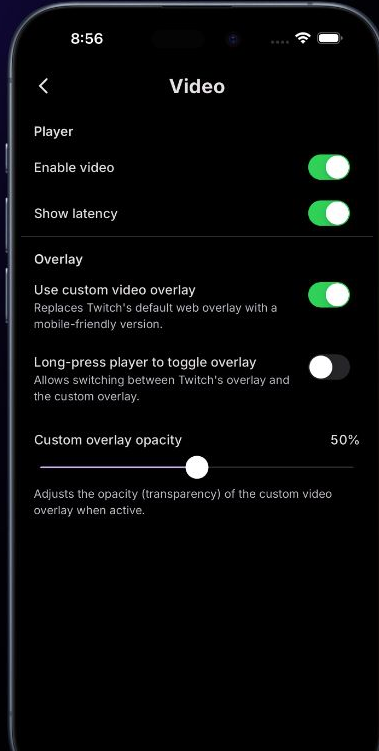 8:56
Video
Player
Enable video
Show latency
Overlay
Use custom video overlay
Replaces Twitch's default web overlay with a
mobile-friendly version.
Long-press player to toggle overlay
Allows switching between Twitch's overlay and
the custom overlay.
Custom overlay opacity 50%
Adjusts the opacity (transparency) of the custom video
overlay when active.